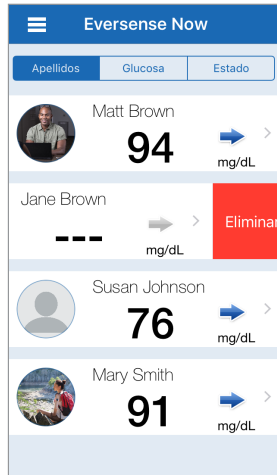 Eversense Now
Apellidos Glucosa Estado
Matt Brown
94
mg/dL
Jane Brown
---
mg/dL
Eliminar
Susan Johnson
76
mg/dL
Mary Smith
91
mg/dL